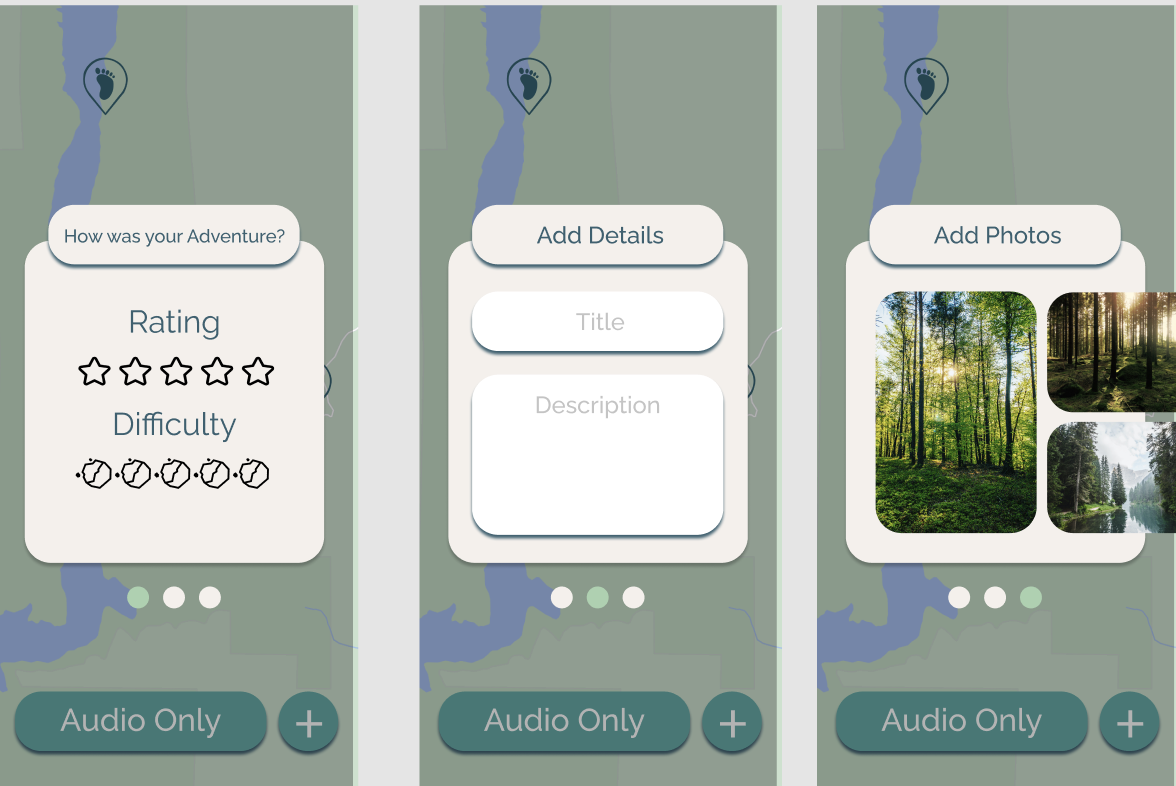 How was your Adventure?
Rating
Difficulty
Audio Only
+
Add Details
Title
Description
Audio Only
+
Add Photos
Audio Only
+